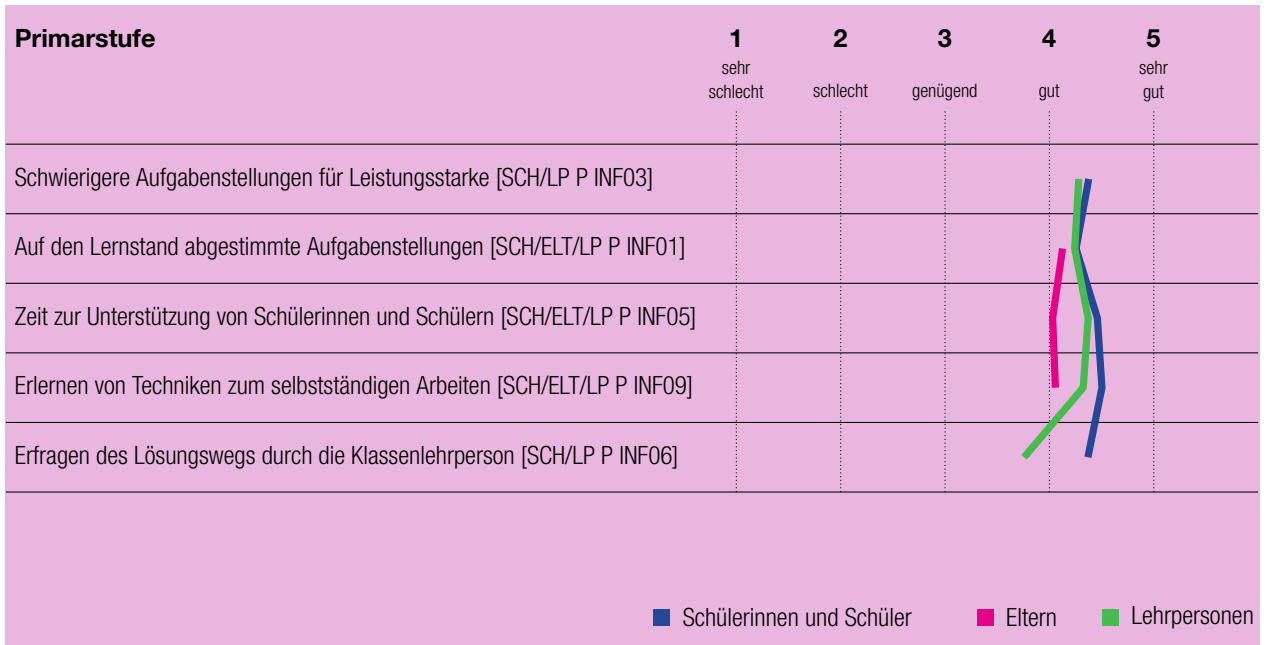 Primarstufe 1 2 3 4 5
sehr sehr
schlecht schlecht genügend gut gut
Schwierigere Aufgabenstellungen für Leistungsstarke [SCH/LP P INF03]
Auf den Lernstand abgestimmte Aufgabenstellungen [SCH/ELT/LP P INF01]
Zeit zur Unterstützung von Schülerinnen und Schülern [SCH/ELT/LP P INF05]
Erlernen von Techniken zum selbstständigen Arbeiten [SCH/ELT/LP P INF09]
Erfragen des Lösungswegs durch die Klassenlehrperson [SCH/LP P INF06]
Schülerinnen und Schüler Eltern Lehrpersonen